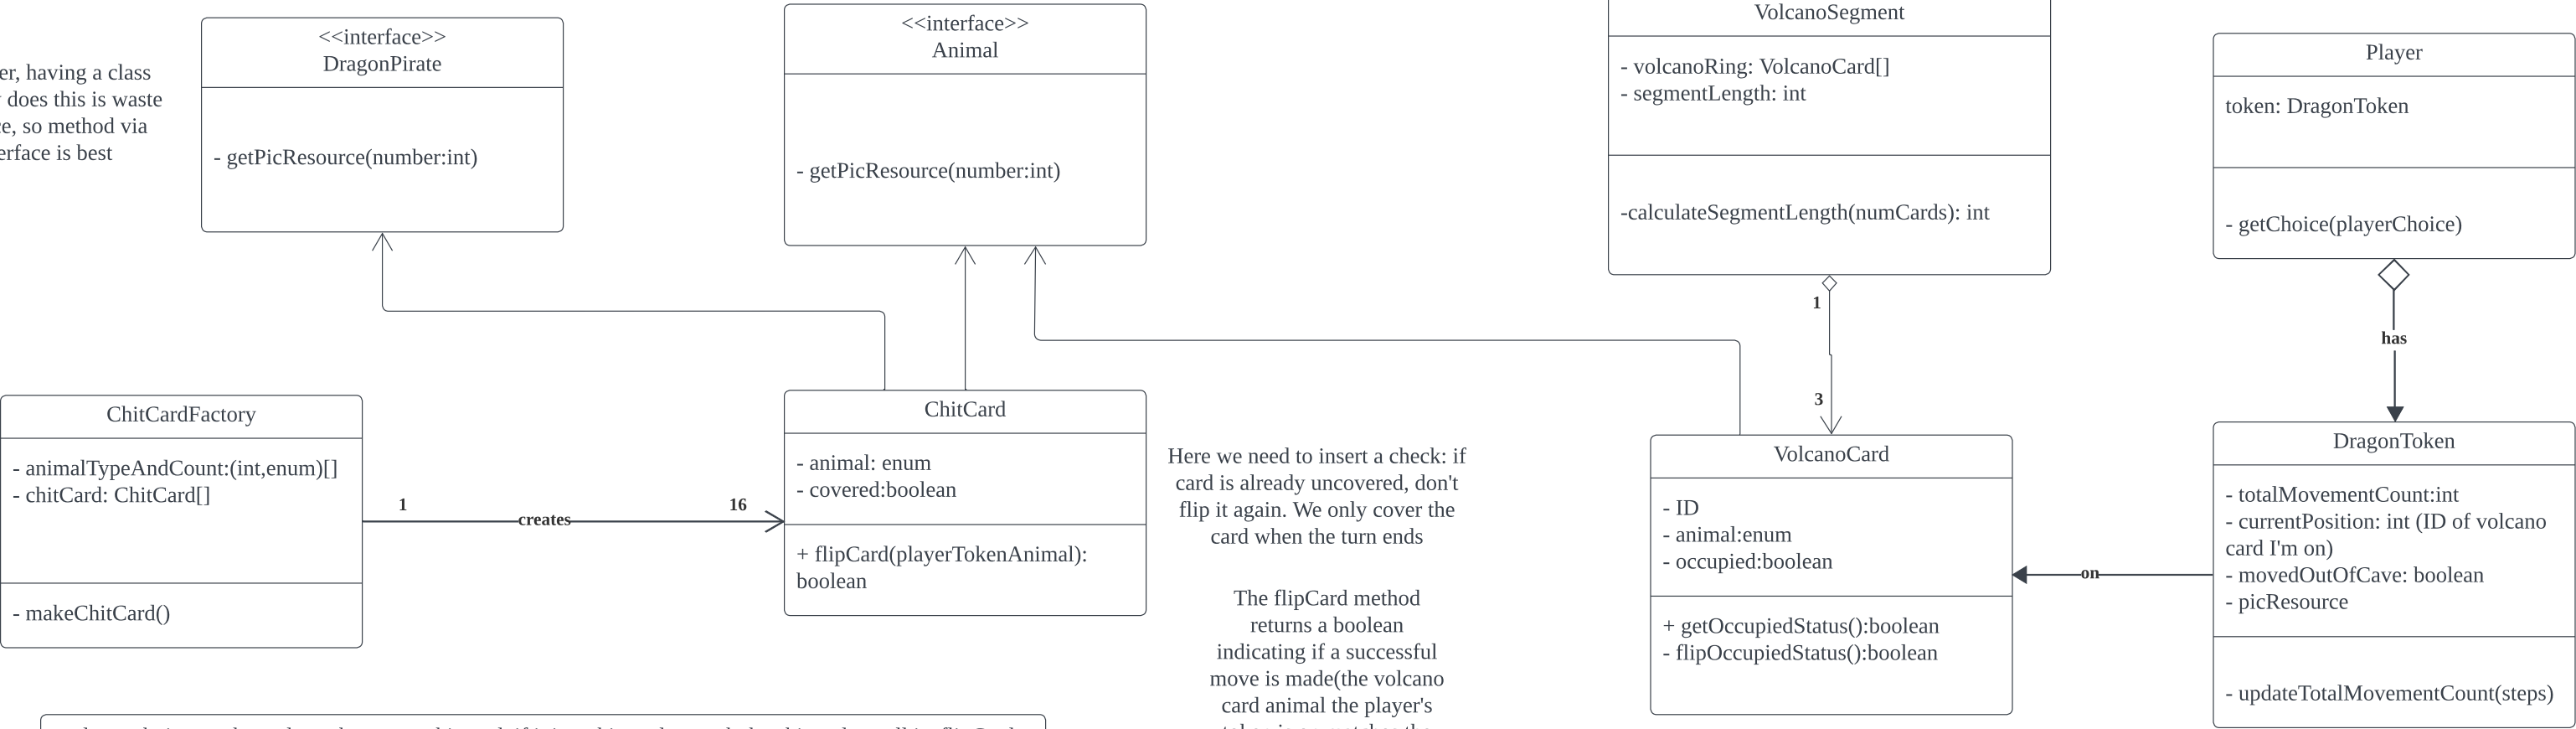 er, having a class
does this is waste
ce, so method via
erface is best
<<interface>>
DragonPirate
- getPicResource(number:int)
<<interface>>
Animal
- getPicResource(number:int)
VolcanoSegment
- volcanoRing: VolcanoCard[]
- segmentLength: int
-calculateSegmentLength(numCards): int
Player
token: DragonToken
- getChoice(playerChoice)
1
3
has
ChitCardFactory
- animalTypeAndCount:(int,enum)[]
- chitCard: ChitCard[]
- makeChitCard()
1
creates
16
ChitCard
- animal: enum
- covered:boolean
+ flipCard(playerTokenAnimal):
boolean
Here we need to insert a check: if
card is already uncovered, don't
flip it again. We only cover the
card when the turn ends
The flipCard method
returns a boolean
indicating if a successful
move is made(the volcano
card animal the player's
VolcanoCard
- ID
- animal:enum
- occupied:boolean
+ getOccupiedStatus():boolean
- flipOccupiedStatus():boolean
on
DragonToken
- totalMovementCount:int
- currentPosition: int (ID of volcano
card I'm on)
- movedOutOfCave: boolean
- picResource
- updateTotalMovementCount(steps)